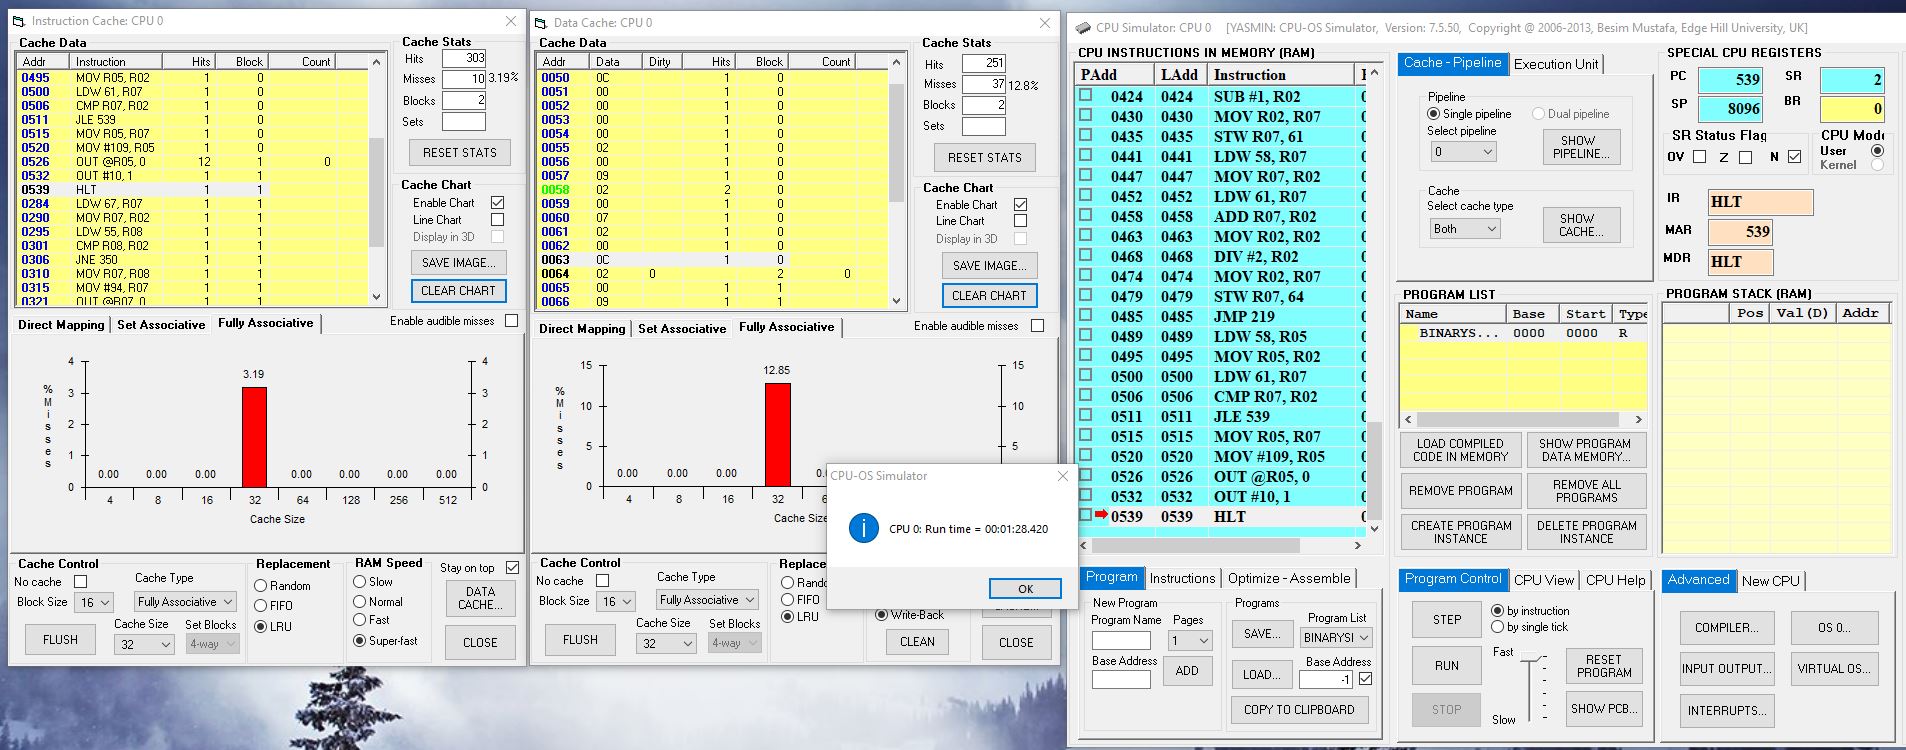 Instruction Cache: CPU 0
Cache Data
Addr Instruction Hits Block Count
0495 MOV R05, R02 1 0
0500 LDW 61, R07 1 0
0506 CMP R07, R02 1 0
0511 JLE 539 1 0
0515 MOV R05, R07 1 0
0520 MOV #109, R05 1 0
0526 OUT @R05, 0 12 1 0
0532 OUT #10, 1 1 1
0539 HLT 1 1
0284 LDW 67, R07 1 0
0290 MOV R07, R02 1 0
0295 LDW 55, R08 1 0
0301 CMP R08, R02 1 0
0306 JNE 350 1 0
0310 MOV R07, R08 1 1
0315 MOV #94, R07 1 1
0321 OUT @R07, 0 1 1
Cache Stats
Hits 303
Misses 10 3.19%
Blocks 2
Sets
RESET STATS
Cache Chart
Enable Chart
Line Chart
Display in 3D
SAVE IMAGE...
CLEAR CHART
Direct Mapping Set Associative Fully Associative
Enable audible misses
% Misses
4 4
3 3
2 2
1 1
0 0
0.00 0.00 0.00 3.19 0.00 0.00 0.00 0.00
4 8 16 32 64 128 256 512
Cache Size
Cache Control
No cache
Block Size 16
Cache Type
Fully Associative
FLUSH
Cache Size
32
Set Blocks
4-way
Replacement
Random
FIFO
LRU
RAM Speed
Slow
Normal
Fast
Super-fast
Stay on top
DATA CACHE...
CLOSE
Data Cache: CPU 0
Cache Data
Addr Data Dirty Hits Block Count
0050 0C 1 0
0051 00 1 0
0052 00 1 0
0053 00 1 0
0054 00 1 0
0055 02 1 0
0056 00 1 0
0057 09 1 0
0058 02 2 0
0059 00 1 0
0060 07 1 0
0061 02 1 0
0062 00 1 0
0063 0C 1 0
0064 02 0 2 0
0065 00 1 1
0066 09 1 1
Cache Stats
Hits 251
Misses 37 12.8%
Blocks 2
Sets
RESET STATS
Cache Chart
Enable Chart
Line Chart
Display in 3D
SAVE IMAGE...
CLEAR CHART
Direct Mapping Set Associative Fully Associative
Enable audible misses
% Misses
15 15
10 10
5 5
0
0.00 0.00 0.00 12.85
4 8 16 32
Cache Size
Cache Control
No cache
Block Size 16
Cache Type
Fully Associative
FLUSH
Cache Size
32
Set Blocks
4-way
FIFO
LRU
Write-Back
CLEAN
CLOSE
CPU-OS Simulator
CPU 0: Run time = 00:01:28.420
OK
CPU Simulator: CPU 0 [YASMIN: CPU-OS Simulator, Version: 7.5.50, Copyright @ 2006-2013, Besim Mustafa, Edge Hill University, UK]
CPU INSTRUCTIONS IN MEMORY (RAM)
PAdd LAdd Instruction
0424 0424 SUB #1, R02
0430 0430 MOV R02, R07
0435 0435 STW R07, 61
0441 0441 LDW 58, R07
0447 0447 MOV R07, R02
0452 0452 LDW 61, R07
0458 0458 ADD R07, R02
0463 0463 MOV R02, R02
0468 0468 DIV #2, R02
0474 0474 MOV R02, R07
0479 0479 STW R07, 64
0485 0485 JMP 219
0489 0489 LDW 58, R05
0495 0495 MOV R05, R02
0500 0500 LDW 61, R07
0506 0506 CMP R07, R02
0511 0511 JLE 539
0515 0515 MOV R05, R07
0520 0520 MOV #109, R05
0526 0526 OUT @R05, 0
0532 0532 OUT #10, 1
0539 0539 HLT
Program Instructions Optimize - Assemble
New Program
Program Name Pages
1
Base Address
ADD
Programs
SAVE...
Program List
BINARYSI
LOAD...
Base Address
-1
COPY TO CLIPBOARD
Cache - Pipeline Execution Unit
Pipeline
Single pipeline Dual pipeline
Select pipeline
0
SHOW PIPELINE...
Cache
Select cache type
Both
SHOW CACHE...
SPECIAL CPU REGISTERS
PC 539 SR 2
SP 8096 BR 0
SR Status Flag
OV Z N
CPU Mode
User
Kernel
IR HLT
MAR 539
MDR HLT
PROGRAM LIST
Name Base Start Type
BINARYS... 0000 0000 R
LOAD COMPILED CODE IN MEMORY
SHOW PROGRAM DATA MEMORY...
REMOVE PROGRAM
REMOVE ALL PROGRAMS
CREATE PROGRAM INSTANCE
DELETE PROGRAM INSTANCE
PROGRAM STACK (RAM)
Pos Val(D) Addr
Program Control CPU View CPU Help
STEP
by instruction
by single tick
RUN
STOP
Fast
Slow
RESET PROGRAM
SHOW PCB...
Advanced New CPU
COMPILER...
OS 0...
INPUT OUTPUT...
VIRTUAL OS...
INTERRUPTS...